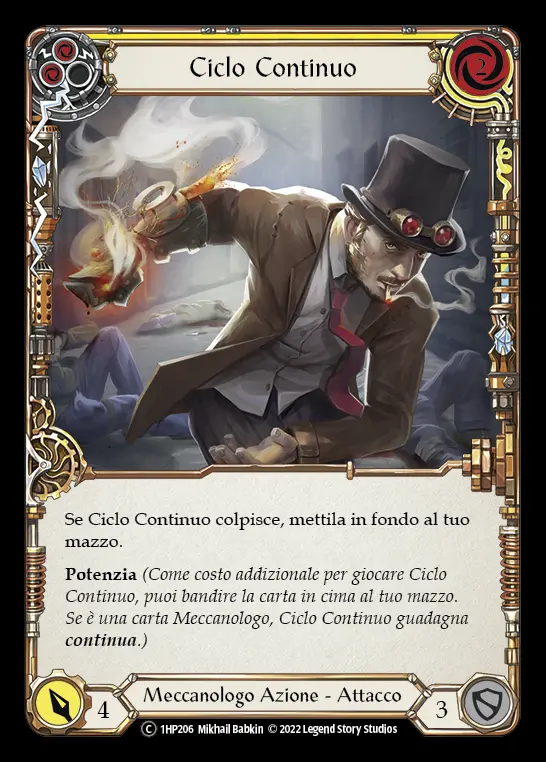 Ciclo Continuo
2
Se Ciclo Continuo colpisce, mettila in fondo al tuo
mazzo.
Potenzia (Come costo addizionale per giocare Ciclo
Continuo, puoi bandire la carta in cima al tuo mazzo.
Se è una carta Meccanologo, Ciclo Continuo guadagna
continua.)
4
Meccanologo Azione - Attacco
3
C 1HP206 Mikhail Babkin © 2022 Legend Story Studios